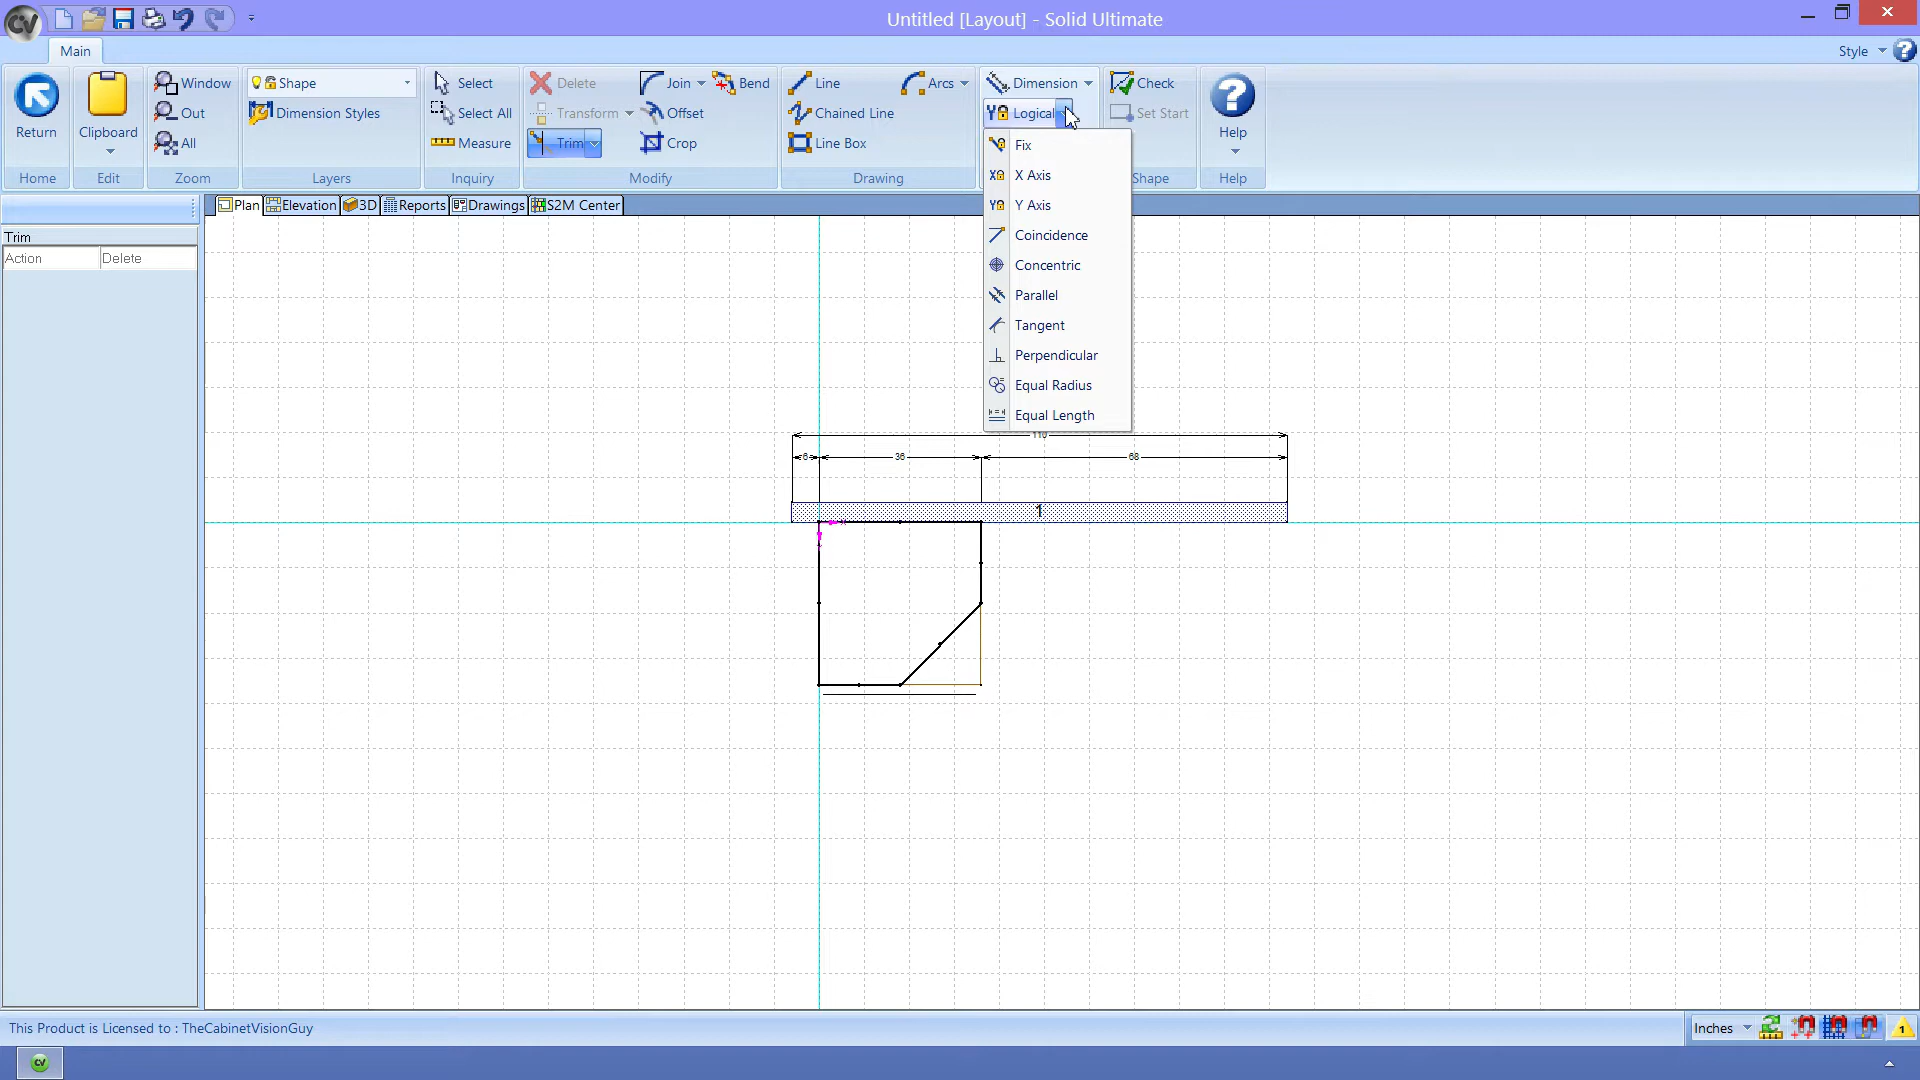 CV
Untitled [Layout] - Solid Ultimate
Main
Style
Return
Home
Clipboard
Edit
Window
Out
All
Zoom
Shape
Dimension Styles
Layers
Select
Select All
Measure
Inquiry
Delete
Transform
Trim
Join
Bend
Offset
Crop
Modify
Line
Arcs
Chained Line
Line Box
Drawing
Dimension
Logical
Check
Set Start
Shape
Help
Help
Fix
X Axis
Y Axis
Coincidence
Concentric
Parallel
Tangent
Perpendicular
Equal Radius
Equal Length
Plan
Elevation
3D
Reports
Drawings
S2M Center
Trim
Action
Delete
110
6
36
68
1
This Product is Licensed to : TheCabinetVisionGuy
Inches
1
CV